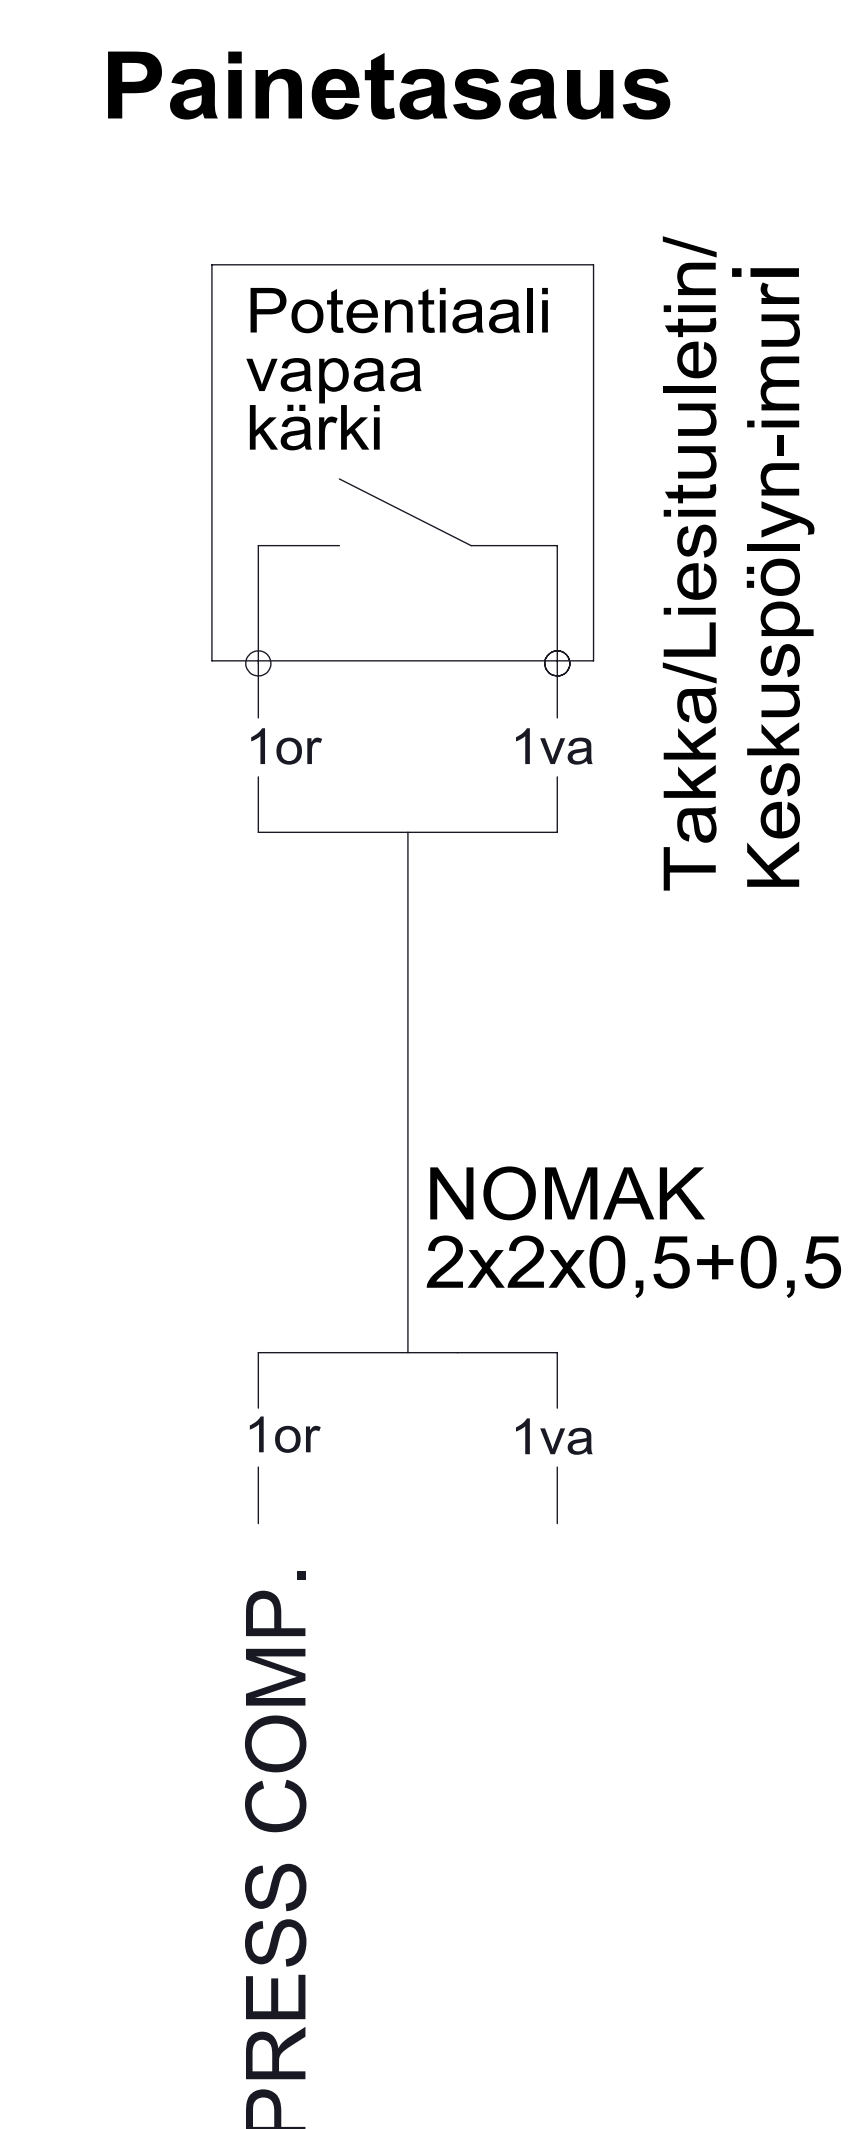 Painetasaus
Potentiaali
vapaa
kärki
Takka/Liesituuletin/
Keskuspölyn-imuri
1or
1va
NOMAK
2x2x0,5+0,5
1or
1va
PRESS COMP.